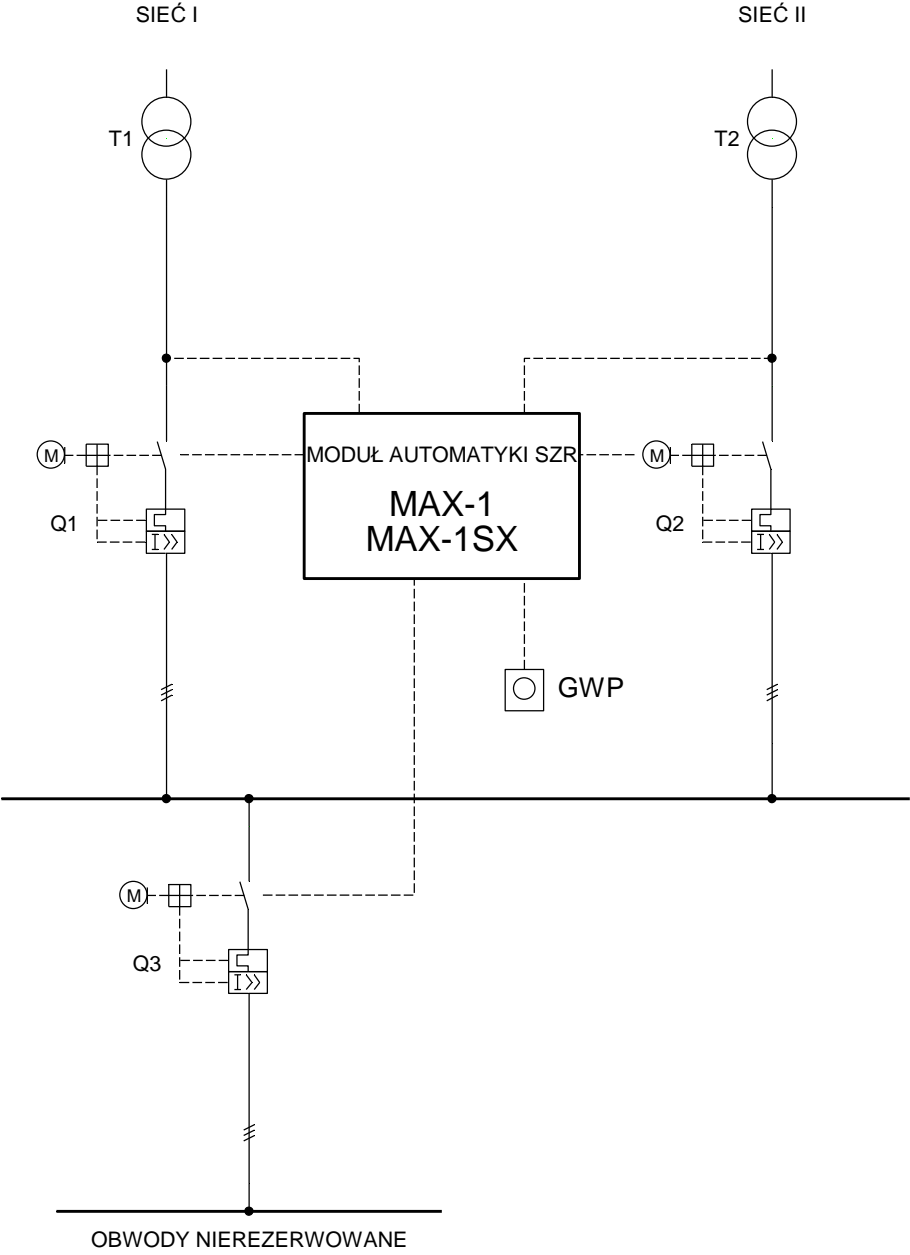 SIEĆ I
SIEĆ II
T1
T2
M
MODUŁ AUTOMATYKI SZR
M
MAX-1
MAX-1SX
Q1
I>>
Q2
I>>
GWP
M
Q3
I>>
OBWODY NIEREZERWOWANE